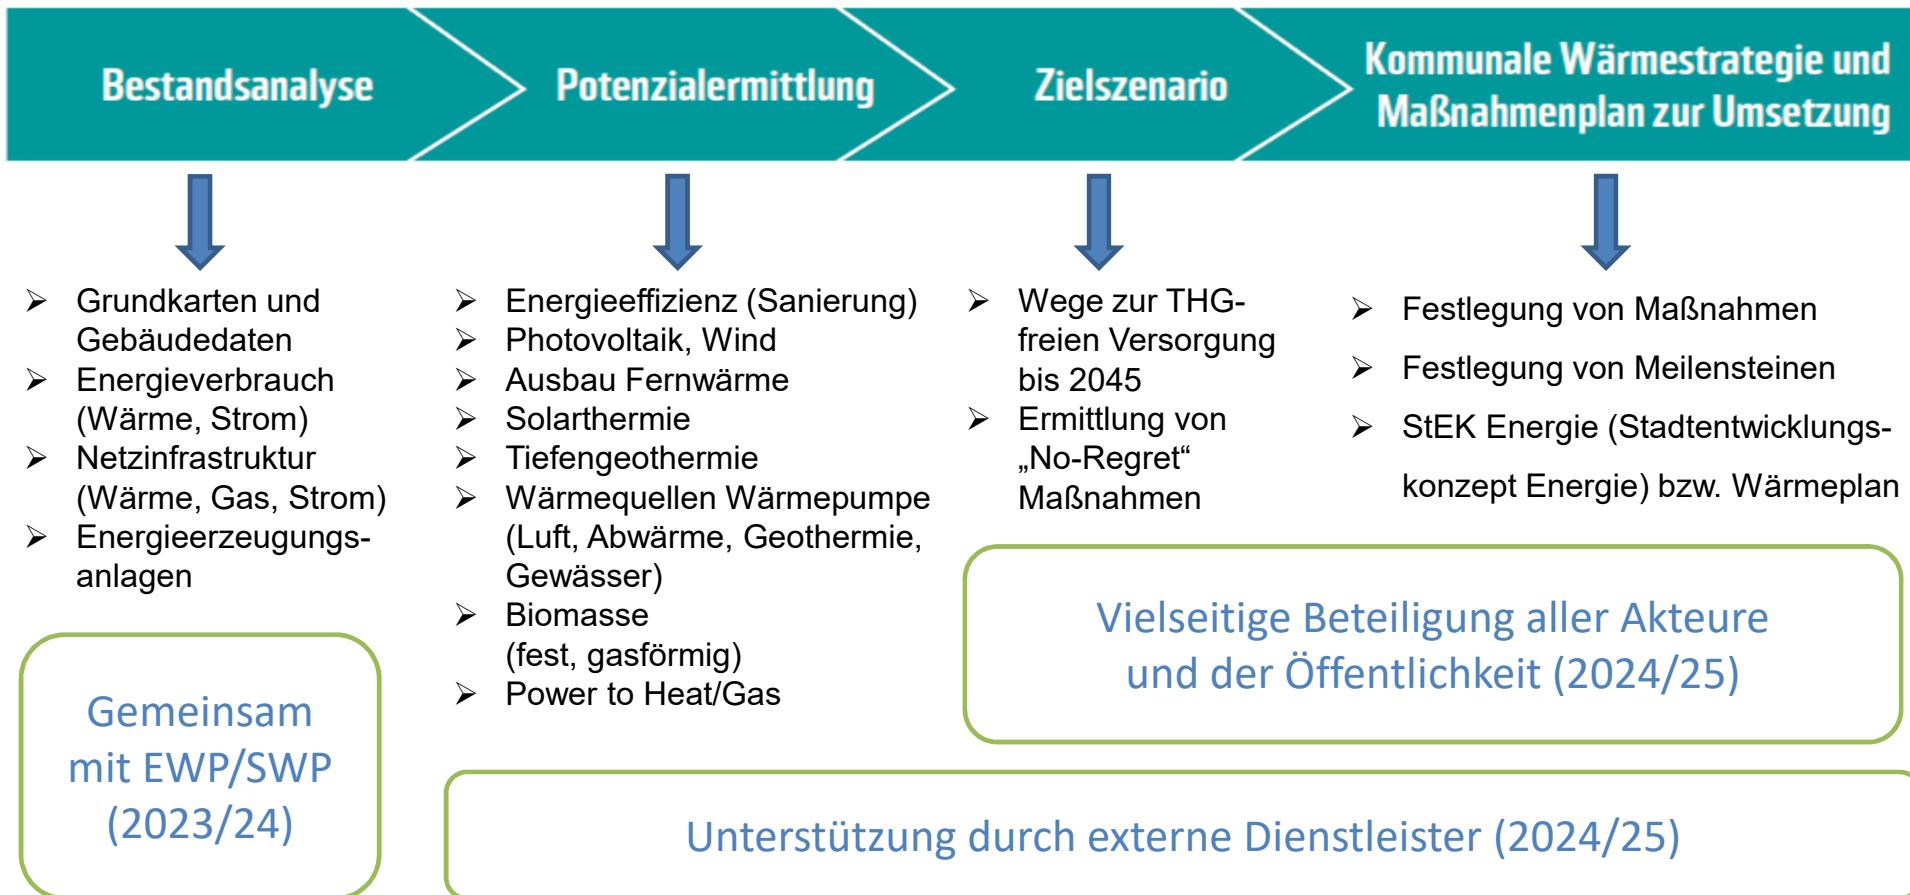 Bestandsanalyse
Potenzialermittlung
Zielszenario
Kommunale Wärmestrategie und
Maßnahmenplan zur Umsetzung
➢ Grundkarten und
Gebäudedaten
➢ Energieverbrauch
(Wärme, Strom)
➢ Netzinfrastruktur
(Wärme, Gas, Strom)
➢ Energieerzeugungs-
anlagen
➢ Energieeffizienz (Sanierung)
➢ Photovoltaik, Wind
➢ Ausbau Fernwärme
➢ Solarthermie
➢ Tiefengeothermie
➢ Wärmequellen Wärmepumpe
(Luft, Abwärme, Geothermie,
Gewässer)
➢ Biomasse
(fest, gasförmig)
➢ Power to Heat/Gas
➢ Wege zur THG-
freien Versorgung
bis 2045
➢ Ermittlung von
„No-Regret“
Maßnahmen
➢ Festlegung von Maßnahmen
➢ Festlegung von Meilensteinen
➢ StEK Energie (Stadtentwicklungs-
konzept Energie) bzw. Wärmeplan
Gemeinsam
mit EWP/SWP
(2023/24)
Vielseitige Beteiligung aller Akteure
und der Öffentlichkeit (2024/25)
Unterstützung durch externe Dienstleister (2024/25)